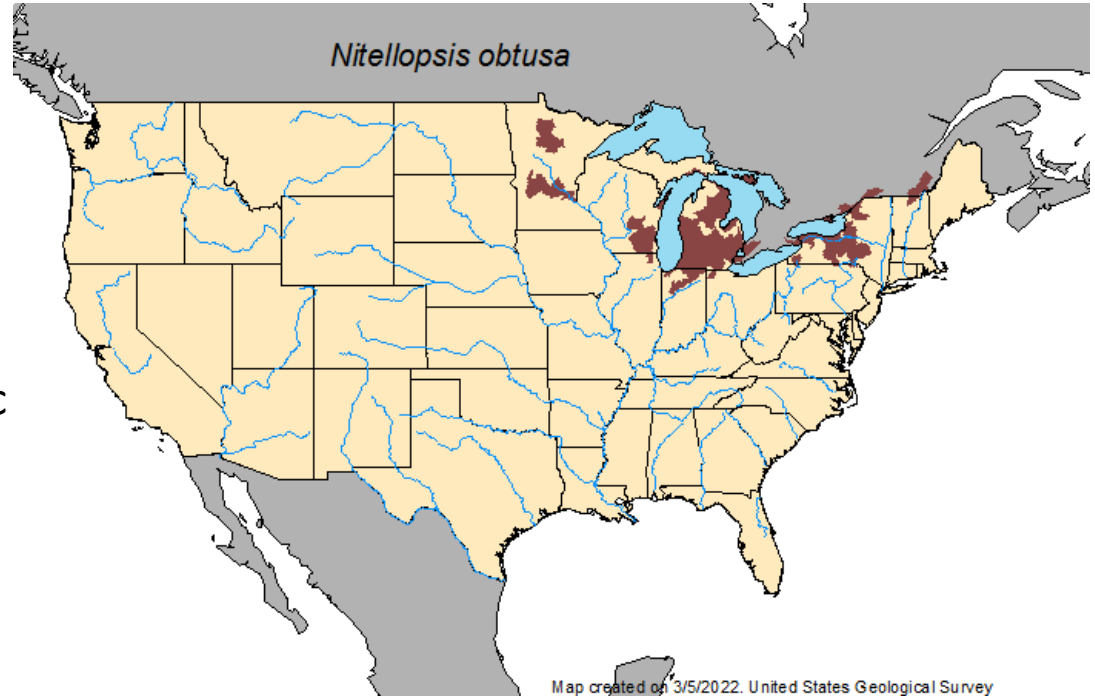 Nitellopsis obtusa
c
Map created on 3/5/2022. United States Geological Survey